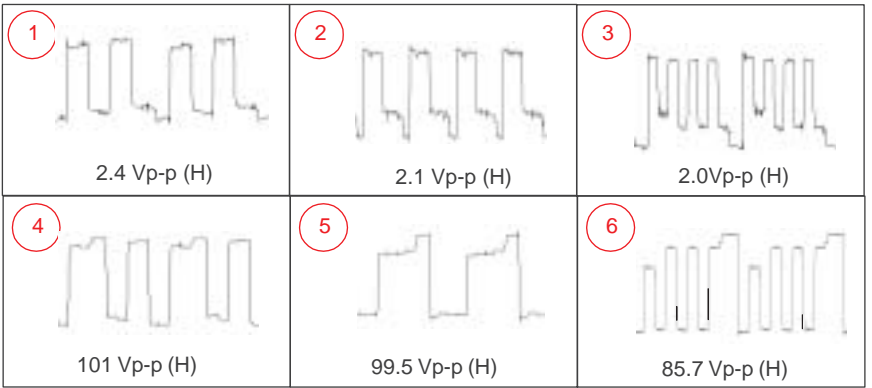 1
2
3
2.4 Vp-p (H)
2.1 Vp-p (H)
2.0Vp-p (H)
4
5
6
101 Vp-p (H)
99.5 Vp-p (H)
85.7 Vp-p (H)